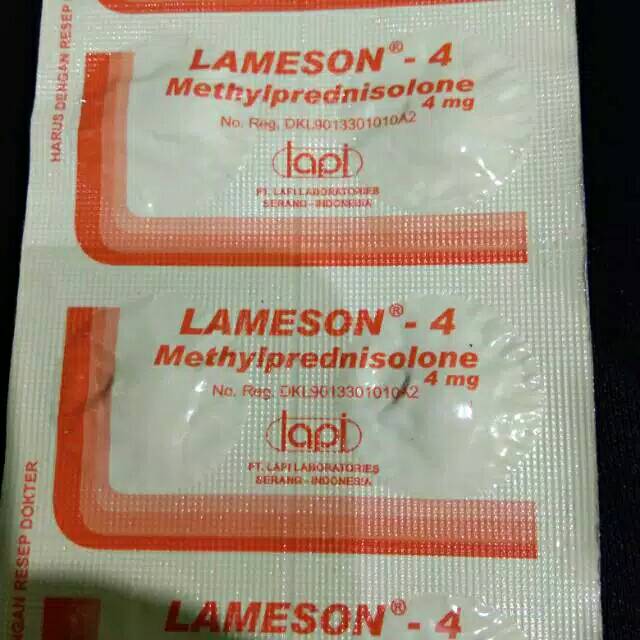 HARUS DENGAN RESEP
LAMESON® - 4
Methylprednisolone
4 mg
No. Reg. DKL9013301010A2
lapi
PT. LAPI LABORATORIES
SERANG - INDONESIA
LAMESON® - 4
Methylprednisolone
4 mg
No. Reg. DKL9013301010A2
lapi
PT. LAPI LABORATORIES
SERANG - INDONESIA
NGAN RESEP DOKTER
LAMESON® - 4